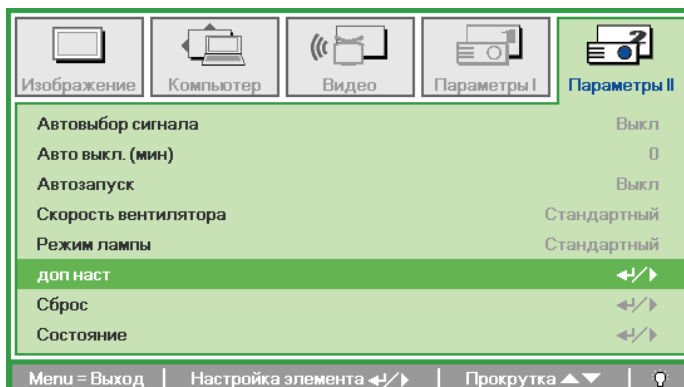 Изображение Компьютер Видео Параметры I Параметры II
Автовыбор сигнала Выкл
Авто выкл. (мин) 0
Автозапуск Выкл
Скорость вентилятора Стандартный
Режим лампы Стандартный
доп наст
Сброс
Состояние
Menu = Выход Настройка элемента Прокрутка